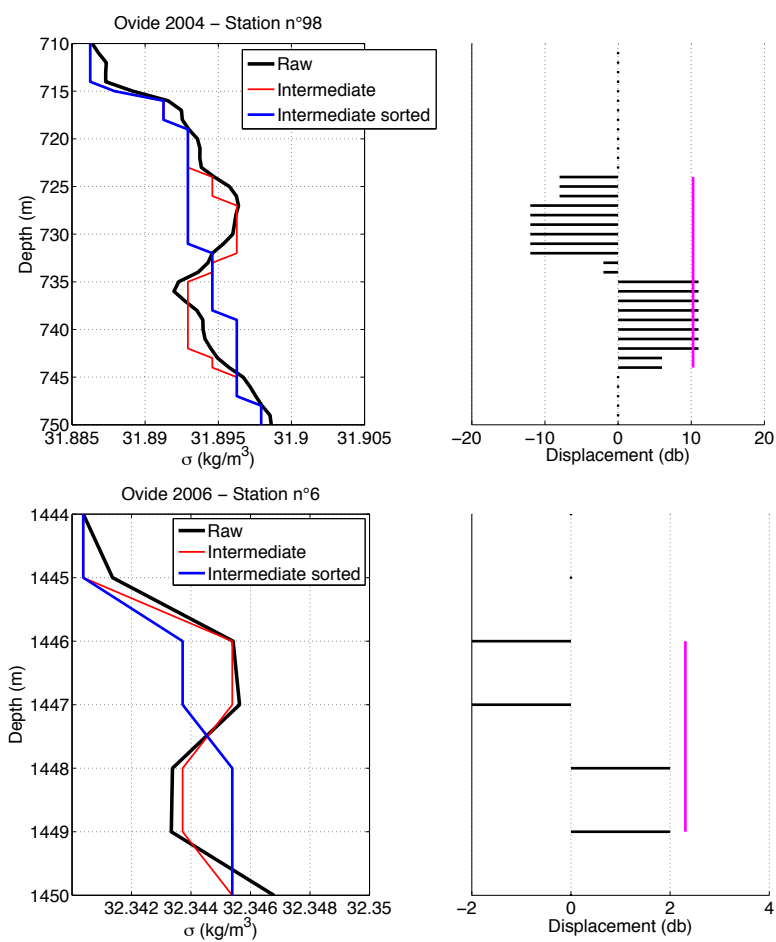 Ovide 2004 – Station n°98
Raw
Intermediate
Intermediate sorted
710
715
720
725
730
735
740
745
750
Depth (m)
31.885
31.89
31.895
31.9
31.905
σ (kg/m³)
−20
−10
0
10
20
Displacement (db)
Ovide 2006 – Station n°6
Raw
Intermediate
Intermediate sorted
1444
1445
1446
1447
1448
1449
1450
Depth (m)
32.342
32.344
32.346
32.348
32.35
σ (kg/m³)
−2
0
2
4
Displacement (db)